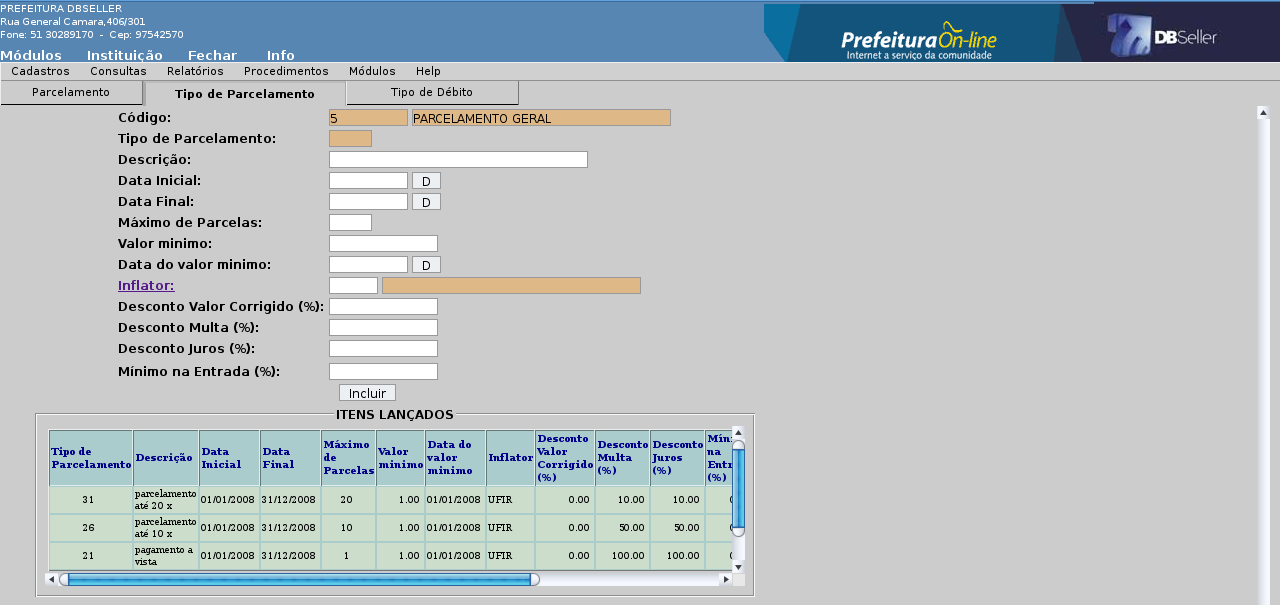 PREFEITURA DBSELLER
Rua General Camara,406/301
Fone: 51 30289170 - Cep: 97542570
PrefeituraOn-line
Internet a serviço da comunidade
DBSeller
Módulos Instituição Fechar Info
Cadastros Consultas Relatórios Procedimentos Módulos Help
Parcelamento Tipo de Parcelamento Tipo de Débito
Código: 5 PARCELAMENTO GERAL
Tipo de Parcelamento:
Descrição:
Data Inicial: D
Data Final: D
Máximo de Parcelas:
Valor minimo:
Data do valor minimo: D
Inflator:
Desconto Valor Corrigido (%):
Desconto Multa (%):
Desconto Juros (%):
Mínimo na Entrada (%):
Incluir
ITENS LANÇADOS
Tipo de Parcelamento Descrição Data Inicial Data Final Máximo de Parcelas Valor minimo Data do valor minimo Inflator Desconto Valor Corrigido (%) Desconto Multa (%) Desconto Juros (%) na (%)
31 parcelamento até 20 x 01/01/2008 31/12/2008 20 1.00 01/01/2008 UFIR 0.00 10.00 10.00
26 parcelamento até 10 x 01/01/2008 31/12/2008 10 1.00 01/01/2008 UFIR 0.00 50.00 50.00
21 pagamento a vista 01/01/2008 31/12/2008 1 1.00 01/01/2008 UFIR 0.00 100.00 100.00